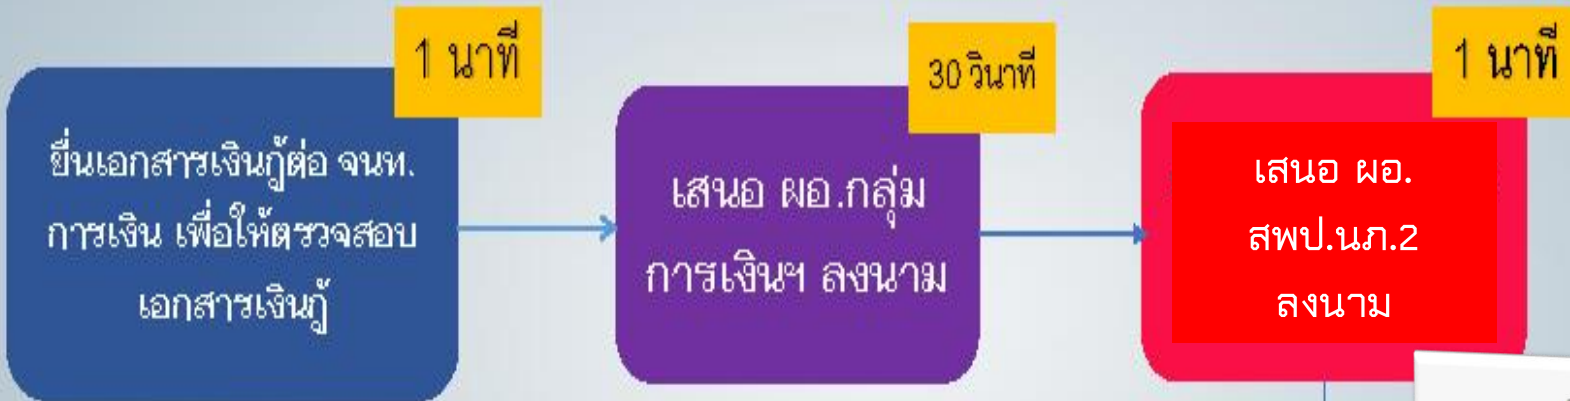 1 นาที
ยื่นเอกสารเงินกู้ต่อ จนท.
การเงิน เพื่อให้ตรวจสอบ
เอกสารเงินกู้
30 วินาที
เสนอ ผอ.กลุ่ม
การเงินฯ ลงนาม
1 นาที
เสนอ ผอ.
สพป.นภ.2
ลงนาม